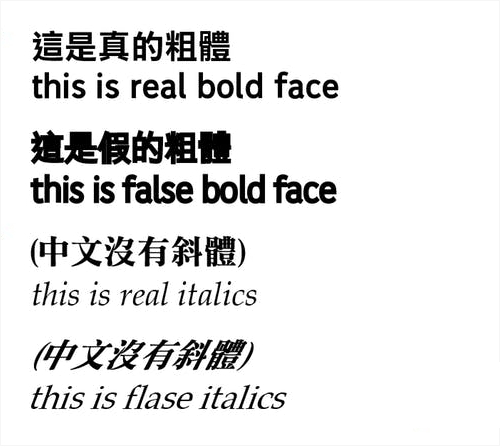 這是真的粗體
this is real bold face
這是假的粗體
this is false bold face
(中文沒有斜體)
this is real italics
(中文沒有斜體)
this is flase italics